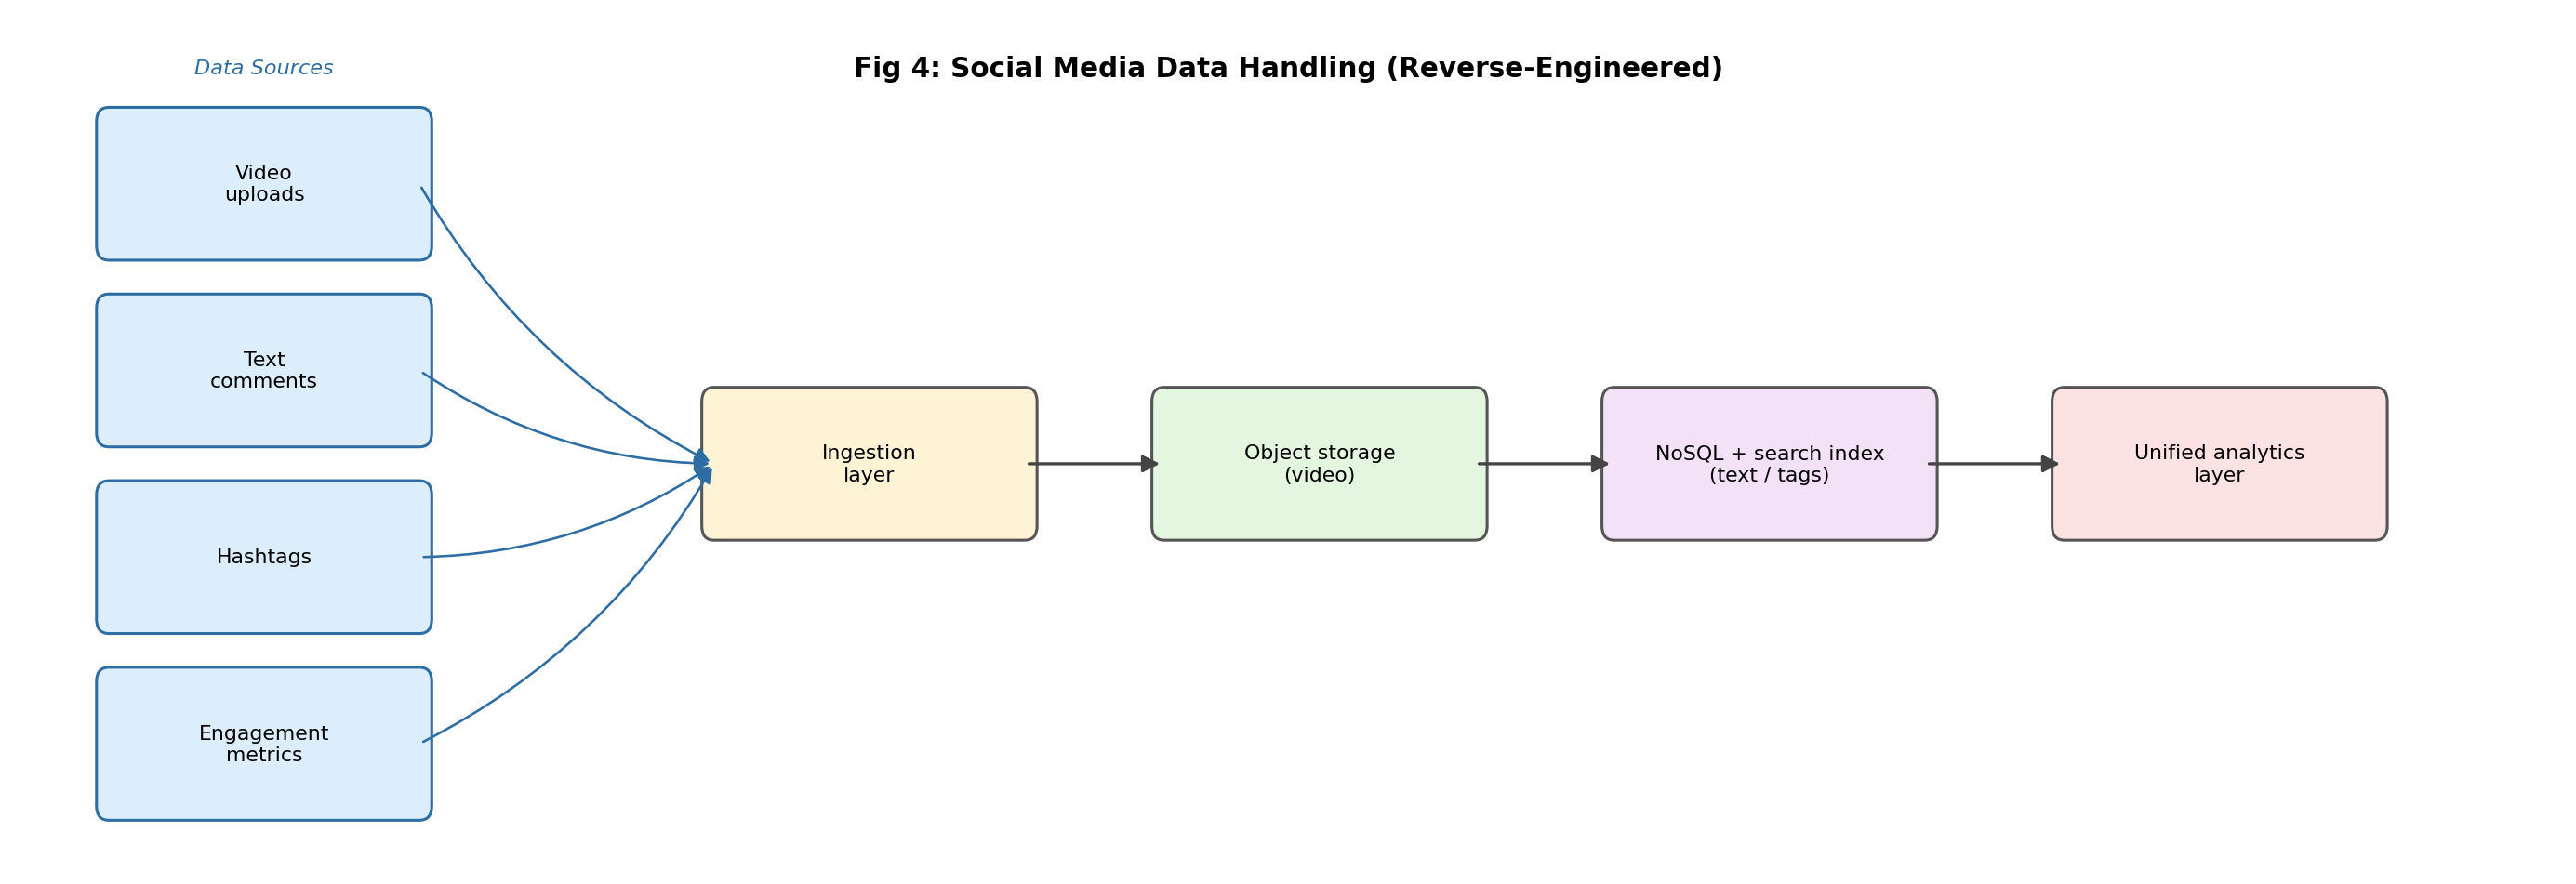 Data Sources
Fig 4: Social Media Data Handling (Reverse-Engineered)
Video
uploads
Text
comments
Hashtags
Engagement
metrics
Ingestion
layer
Object storage
(video)
NoSQL + search index
(text / tags)
Unified analytics
layer